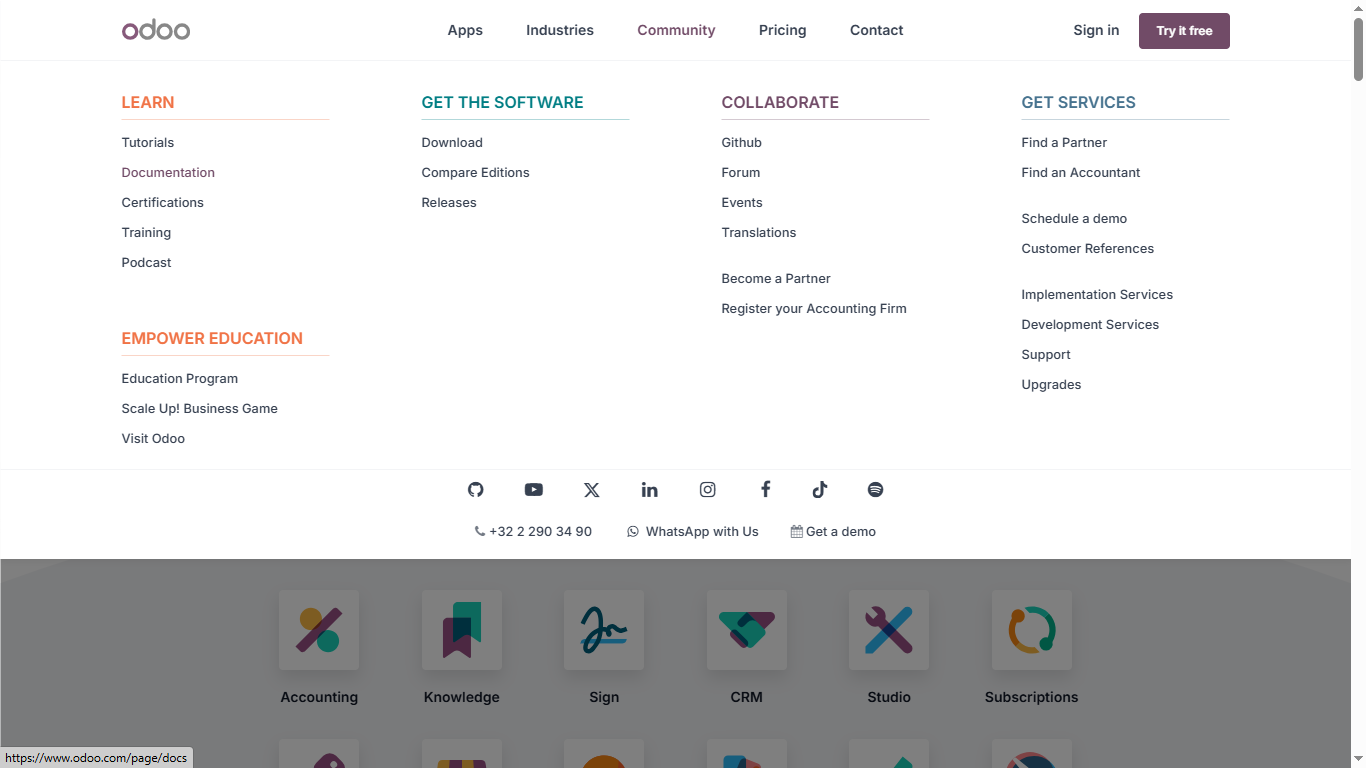 odoo
Apps
Industries
Community
Pricing
Contact
Sign in
Try it free
LEARN
Tutorials
Documentation
Certifications
Training
Podcast
EMPOWER EDUCATION
Education Program
Scale Up! Business Game
Visit Odoo
GET THE SOFTWARE
Download
Compare Editions
Releases
COLLABORATE
Github
Forum
Events
Translations
Become a Partner
Register your Accounting Firm
GET SERVICES
Find a Partner
Find an Accountant
Schedule a demo
Customer References
Implementation Services
Development Services
Support
Upgrades
+32 2 290 34 90
WhatsApp with Us
Get a demo
Accounting
Knowledge
Sign
CRM
Studio
Subscriptions
https://www.odoo.com/page/docs